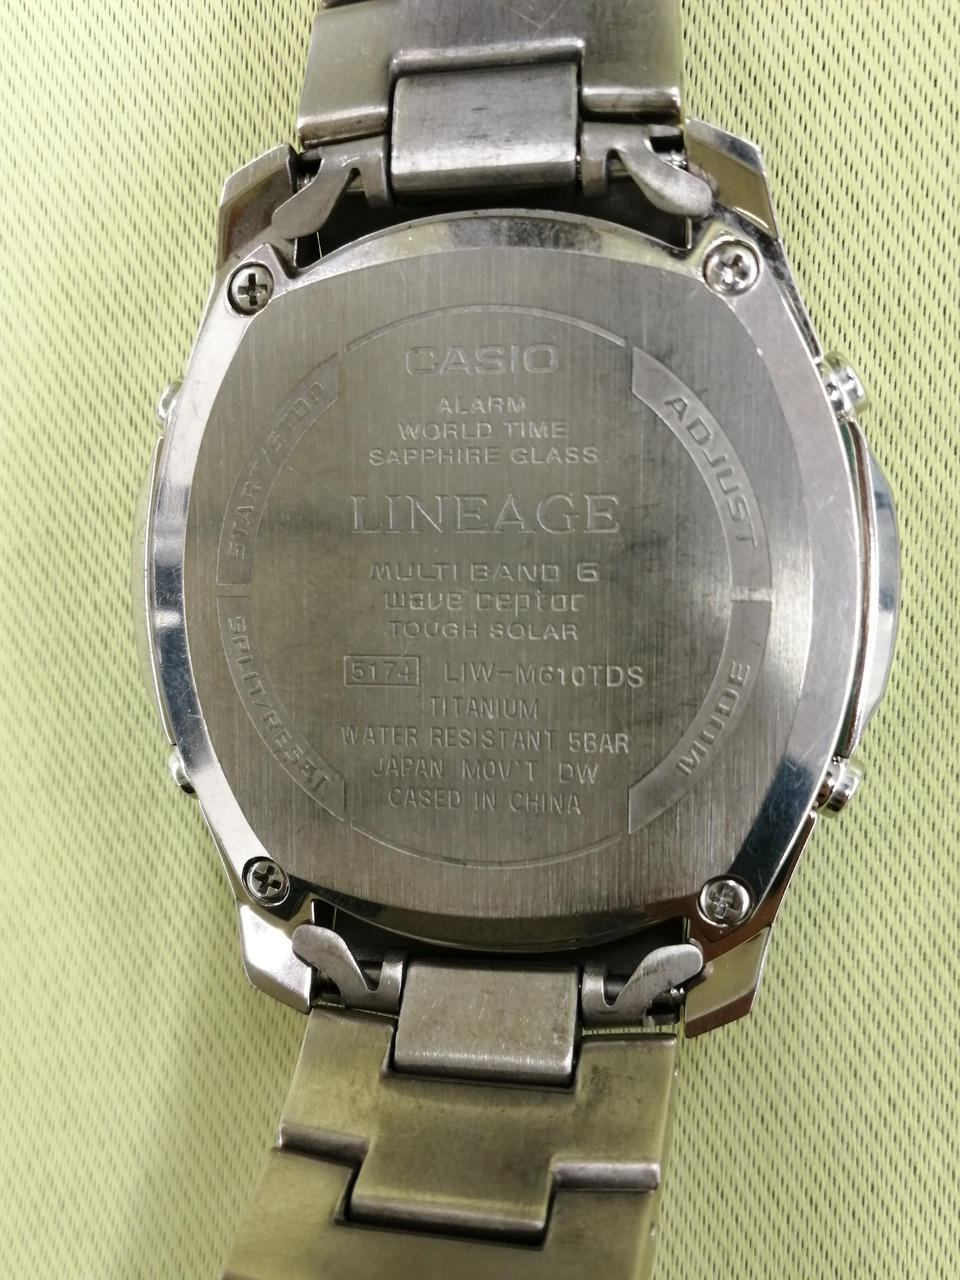 CASIO
ALARM
WORLD TIME
SAPPHIRE GLASS
LINEAGE
MULTI BAND 6
wave ceptor
TOUGH SOLAR
5174 LIW-M610TDS
TITANIUM
WATER RESISTANT 5BAR
JAPAN MOV'T DW
CASED IN CHINA
START/STOP
SPLIT/RESET
ADJUST
MODE